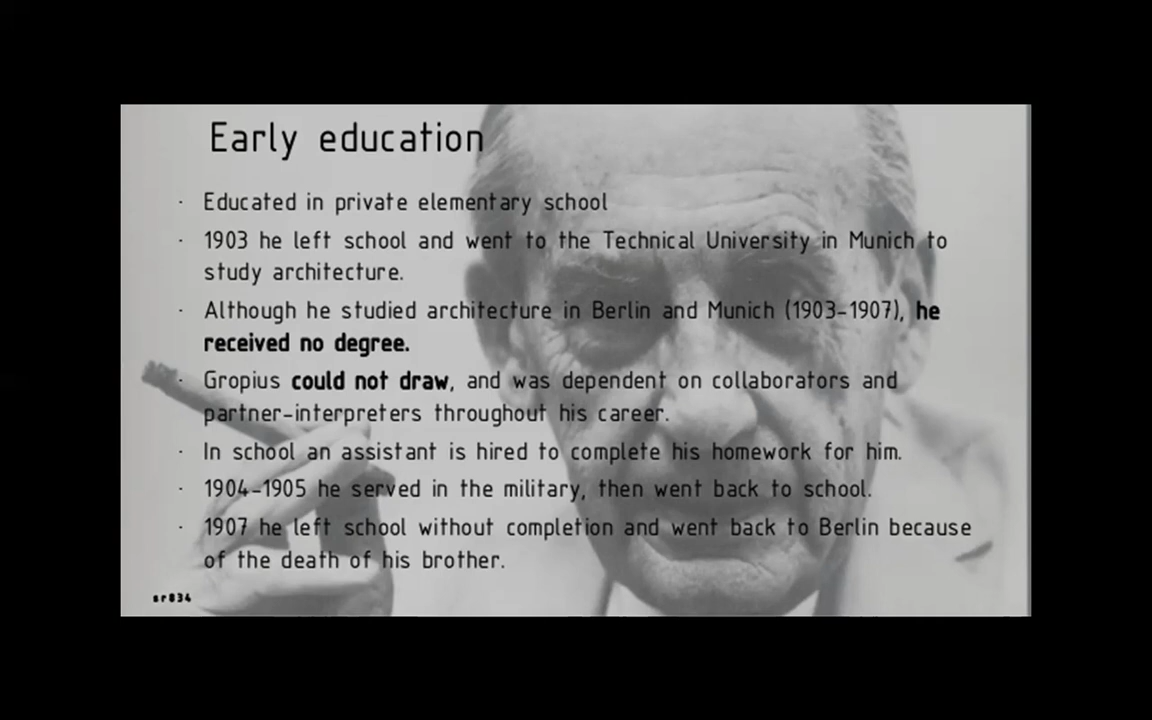 Early education
· Educated in private elementary school
· 1903 he left school and went to the Technical University in Munich to
study architecture.
· Although he studied architecture in Berlin and Munich (1903-1907), he
received no degree.
· Gropius could not draw, and was dependent on collaborators and
partner-interpreters throughout his career.
· In school an assistant is hired to complete his homework for him.
· 1904-1905 he served in the military, then went back to school.
· 1907 he left school without completion and went back to Berlin because
of the death of his brother.
sr834